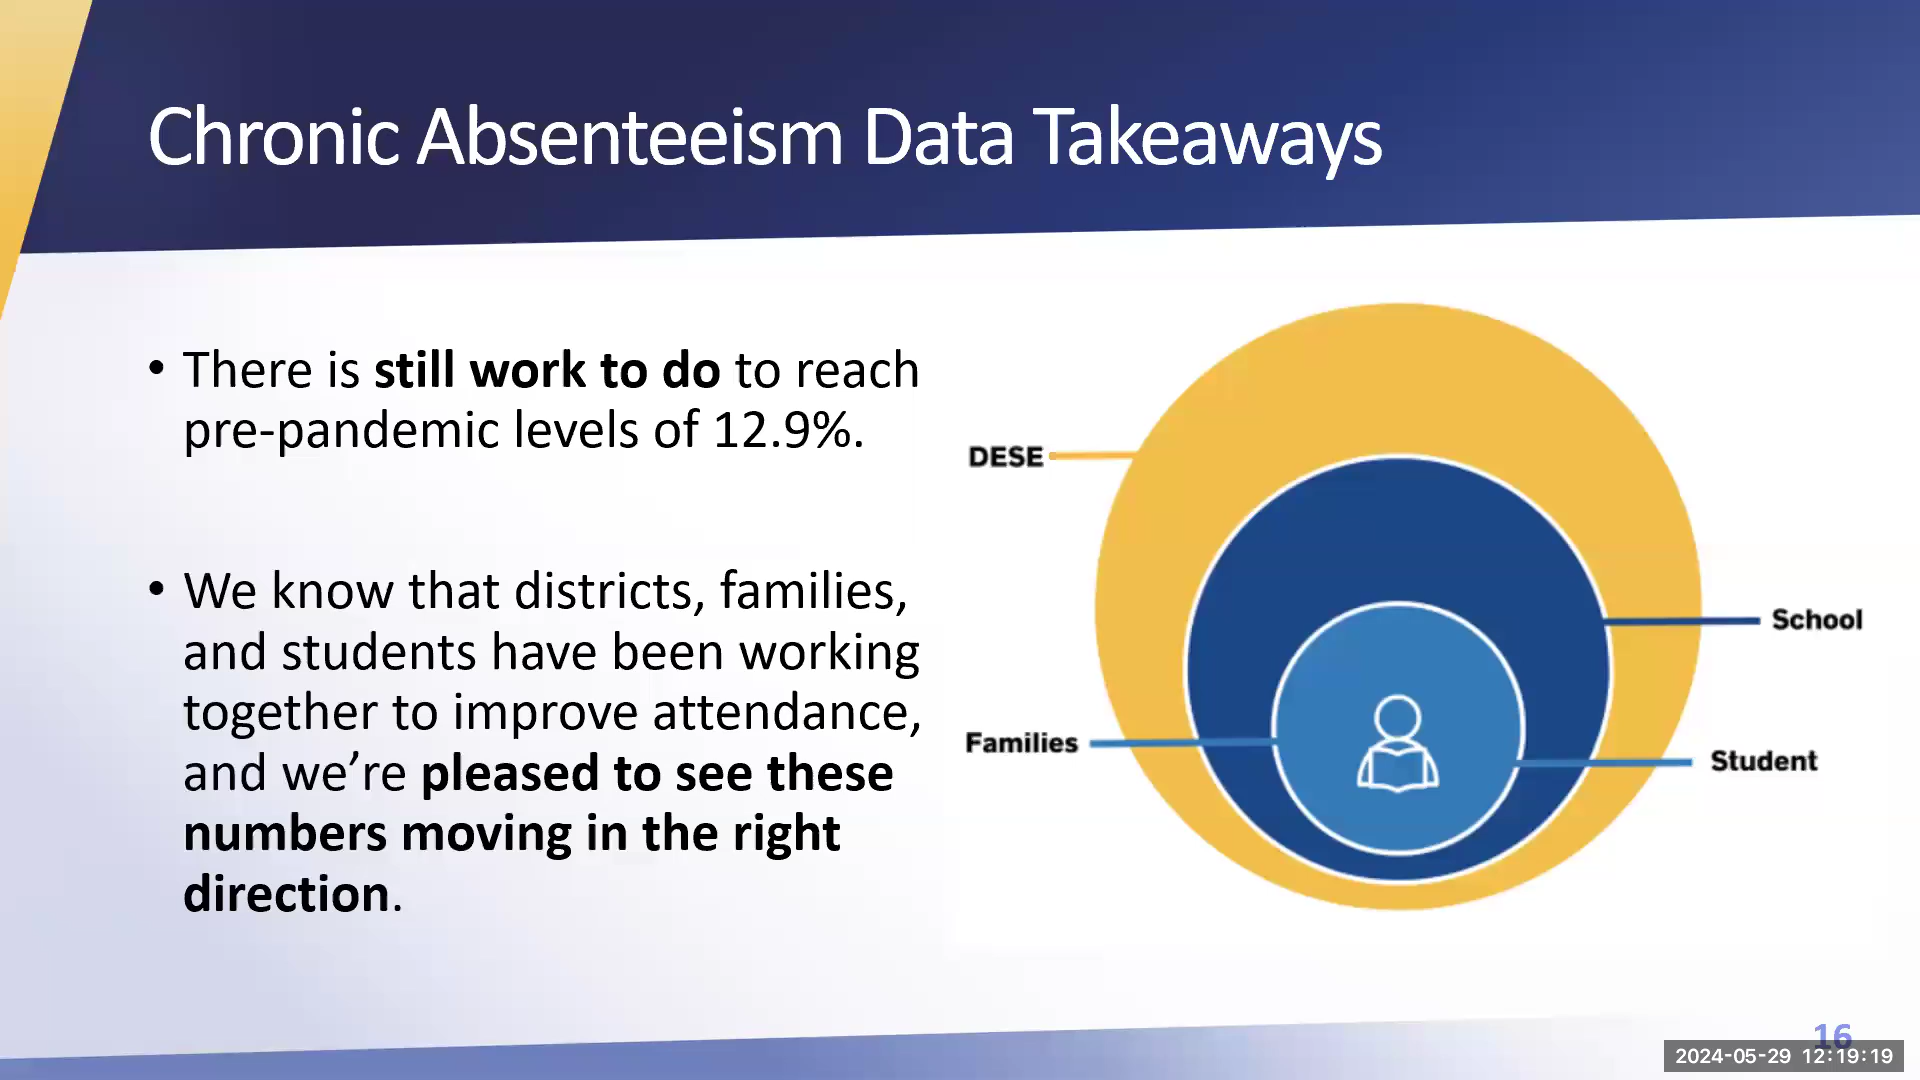 Chronic Absenteeism Data Takeaways
• There is still work to do to reach
pre-pandemic levels of 12.9%.
• We know that districts, families,
and students have been working
together to improve attendance,
and we’re pleased to see these
numbers moving in the right
direction.
DESE
School
Families
Student
16
2024-05-29 12:19:19